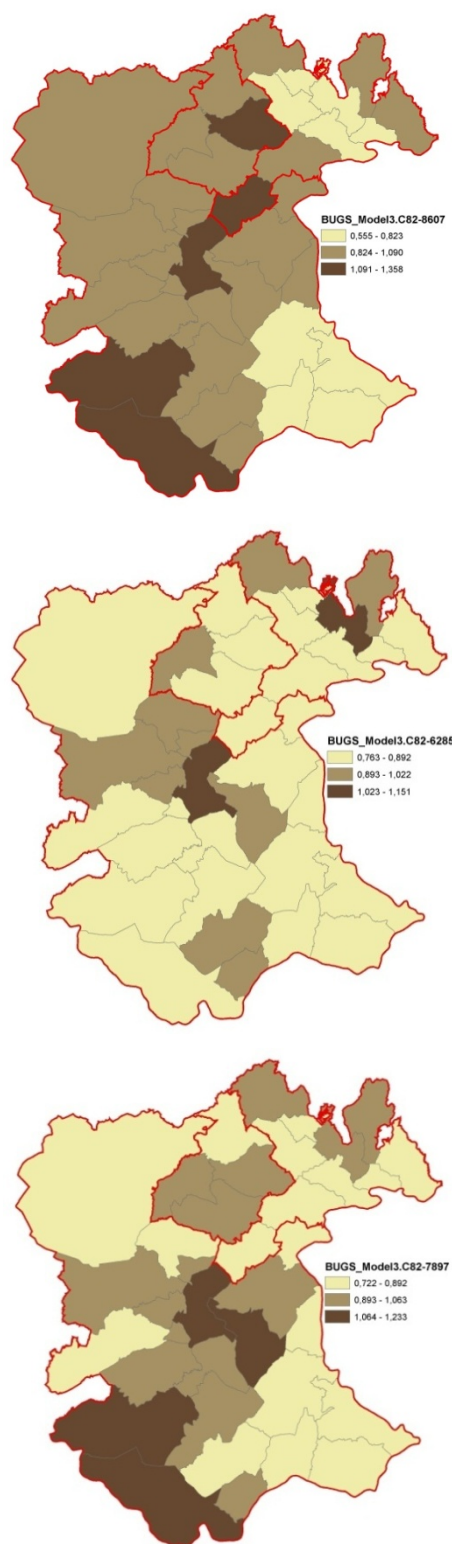 BUGS_Model3.C82-8607
0,555 - 0,823
0,824 - 1,090
1,091 - 1,358
BUGS_Model3.C82-6285
0,763 - 0,892
0,893 - 1,022
1,023 - 1,151
BUGS_Model3.C82-7897
0,722 - 0,892
0,893 - 1,063
1,064 - 1,233